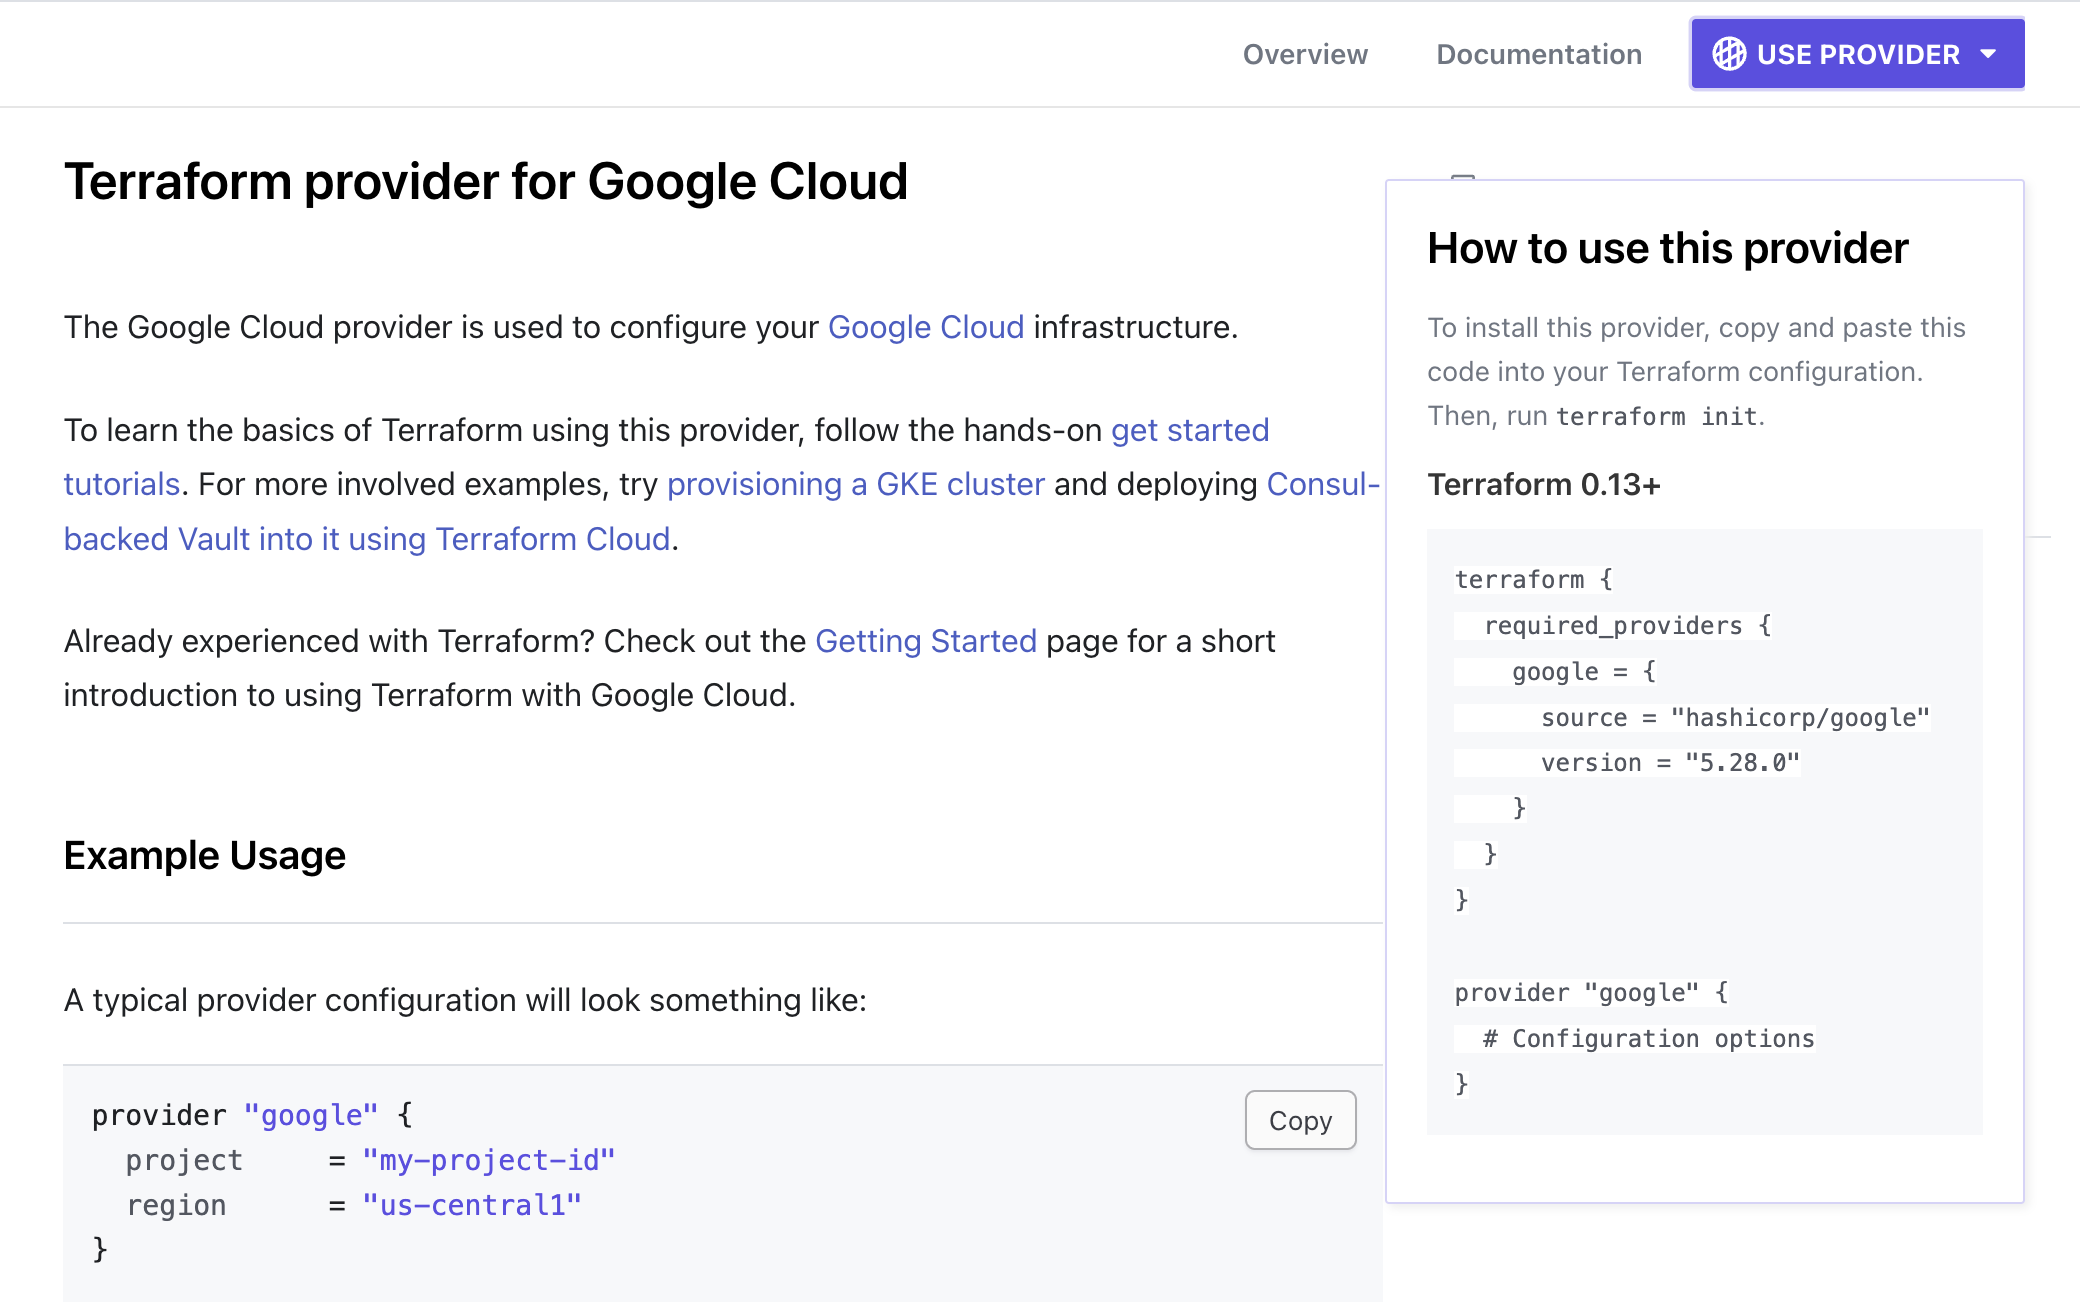 Overview
Documentation
USE PROVIDER
Terraform provider for Google Cloud
The Google Cloud provider is used to configure your Google Cloud infrastructure.
To learn the basics of Terraform using this provider, follow the hands-on get started
tutorials. For more involved examples, try provisioning a GKE cluster and deploying Consul-
backed Vault into it using Terraform Cloud.
Already experienced with Terraform? Check out the Getting Started page for a short
introduction to using Terraform with Google Cloud.
Example Usage
A typical provider configuration will look something like:
provider "google" {
  project     = "my-project-id"
  region      = "us-central1"
}
Copy
How to use this provider
To install this provider, copy and paste this
code into your Terraform configuration.
Then, run terraform init.
Terraform 0.13+
terraform {
  required_providers {
    google = {
      source = "hashicorp/google"
      version = "5.28.0"
    }
  }
}
provider "google" {
  # Configuration options
}